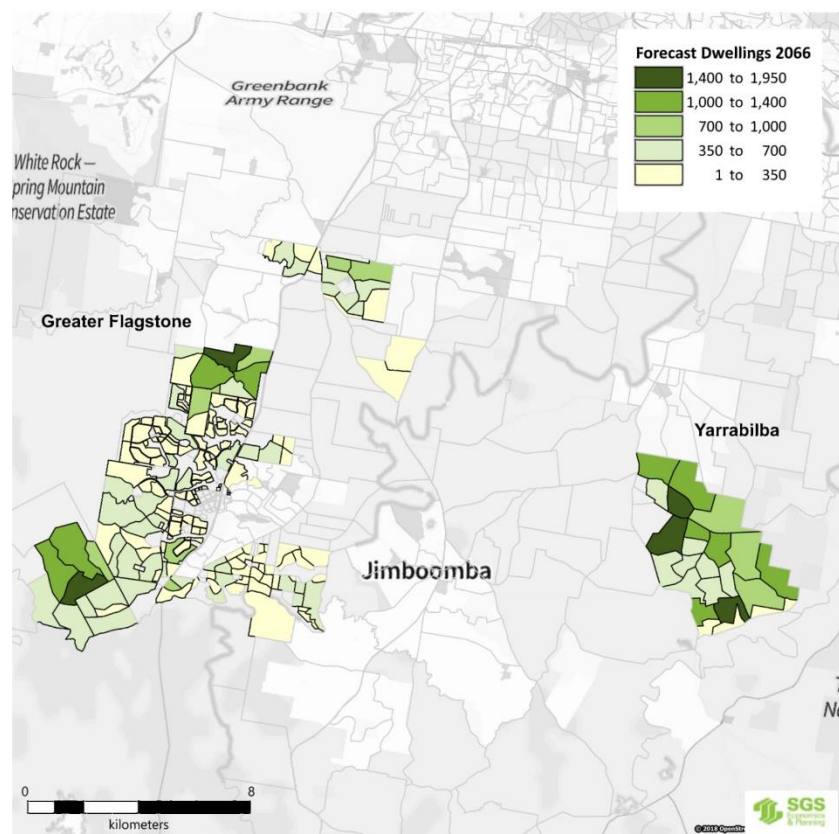 Forecast Dwellings 2066
1,400 to 1,950
1,000 to 1,400
700 to 1,000
350 to 700
1 to 350
Greenbank
Army Range
White Rock —
pring Mountain
nservation Estate
Greater Flagstone
Yarrabilba
Jimboomba
0 8
kilometers
SGS
Economics
& Planning
© 2018 OpenStre